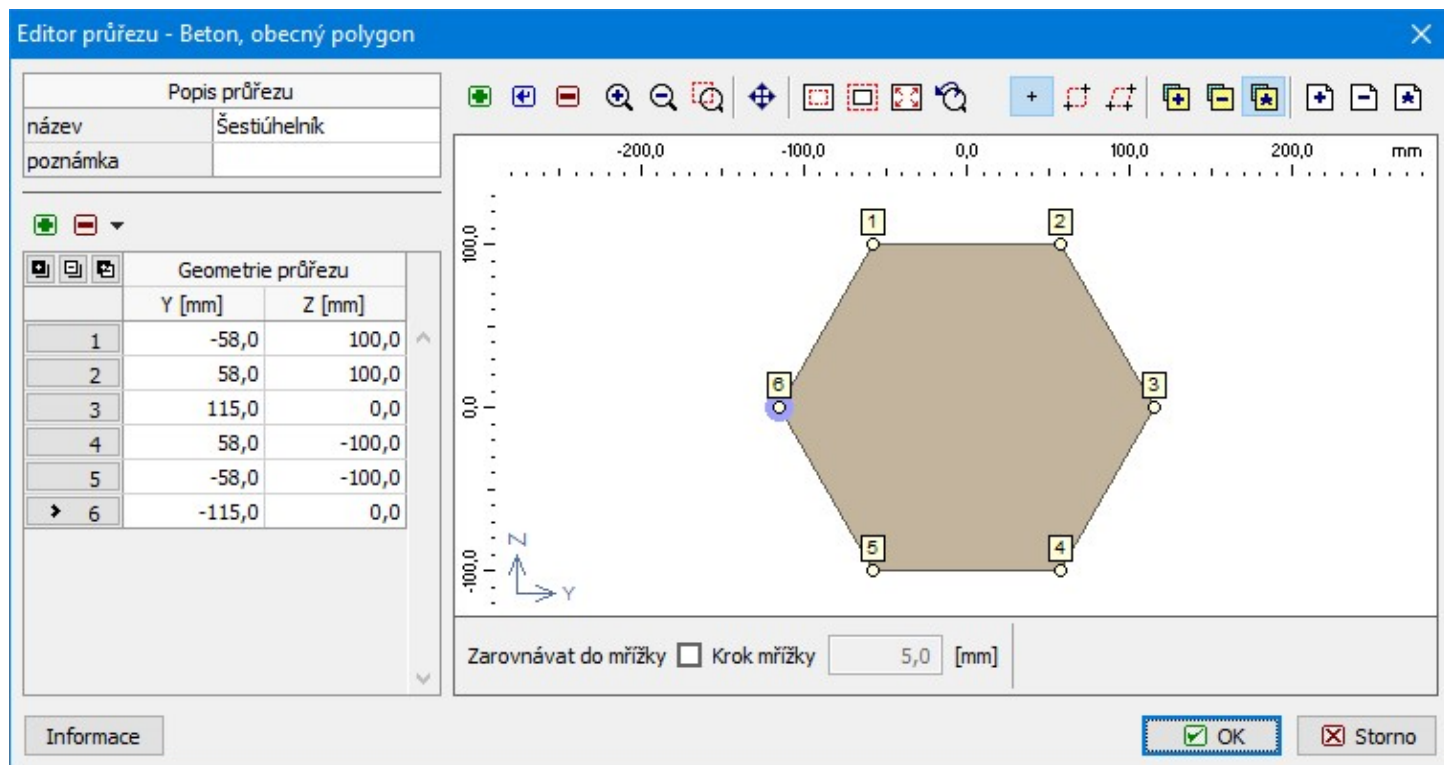 Editor průřezu - Beton, obecný polygon
Popis průřezu
název Šestiúhelník
poznámka
Geometrie průřezu
Y [mm] Z [mm]
1 -58,0 100,0
2 58,0 100,0
3 115,0 0,0
4 58,0 -100,0
5 -58,0 -100,0
6 -115,0 0,0
-200,0 -100,0 0,0 100,0 200,0 mm
100,0
0,0
-100,0
1 2
6 3
5 4
Z
Y
Zarovnávat do mřížky Krok mřížky 5,0 [mm]
Informace OK Storno